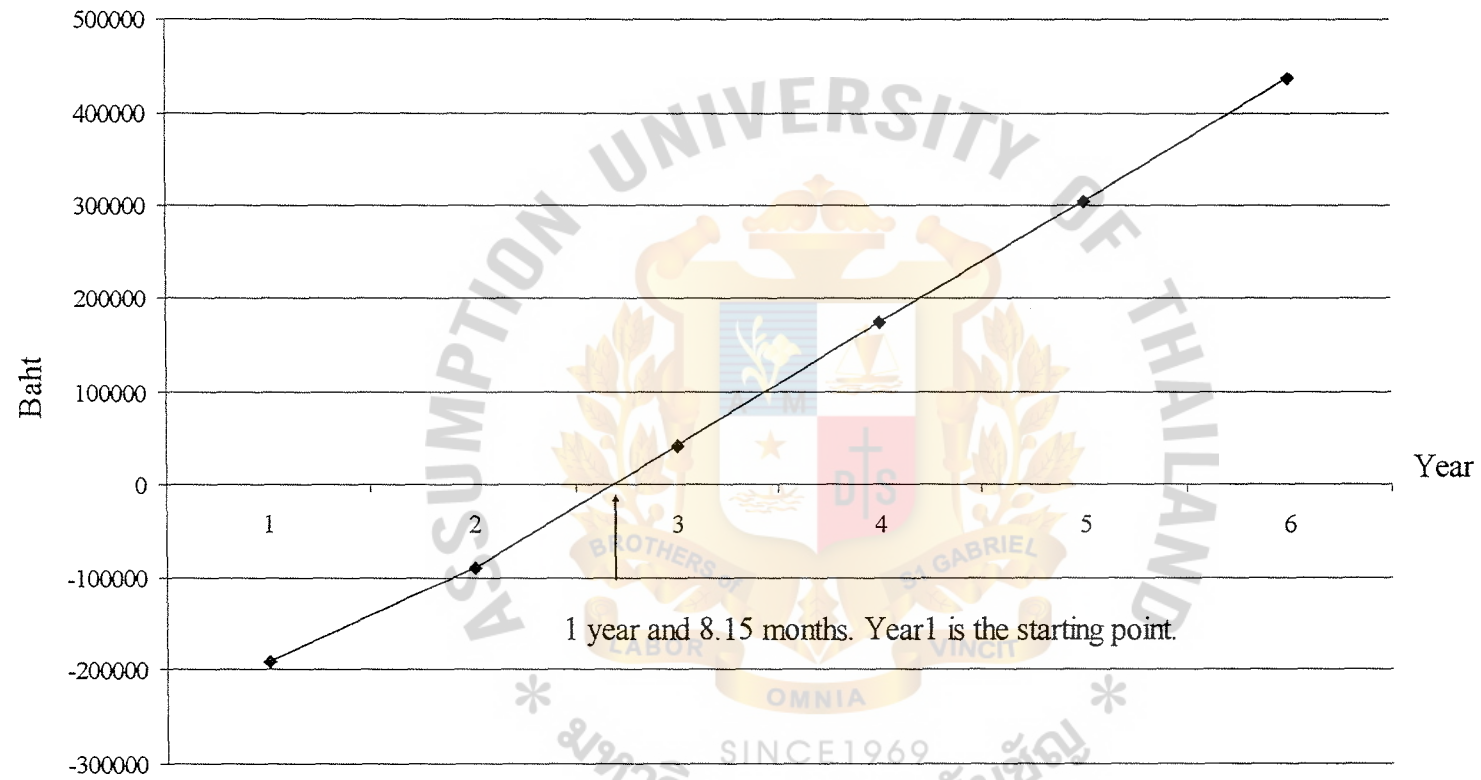 500000
400000
300000
200000
100000
0
-100000
-200000
-300000
Baht
Year
1 2 3 4 5 6
1 year and 8.15 months. Year1 is the starting point.
ASSUMPTION UNIVERSITY OF THAILAND
A M
D S
BROTHERS of ST GABRIEL
LABOR
VINCIT
OMNIA
SINCE1969